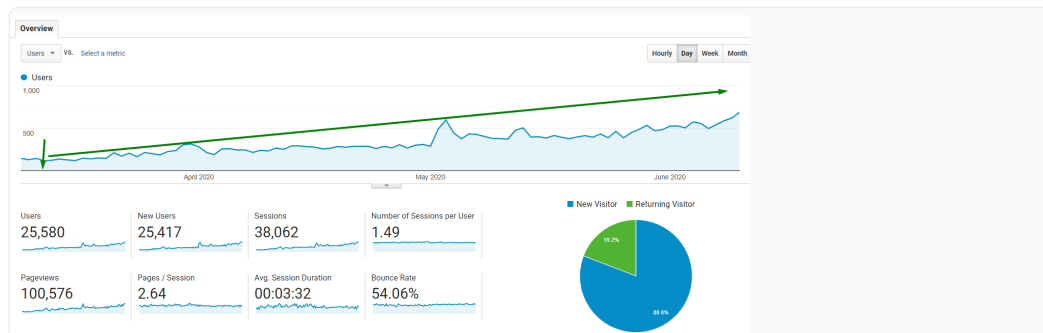 Overview
Users VS. Select a metric
Hourly Day Week Month
Users
1,000
500
April 2020 May 2020 June 2020
New Visitor Returning Visitor
Users New Users Sessions Number of Sessions per User
25,580 25,417 38,062 1.49
19.2%
Pageviews Pages / Session Avg. Session Duration Bounce Rate
100,576 2.64 00:03:32 54.06%
80.8%